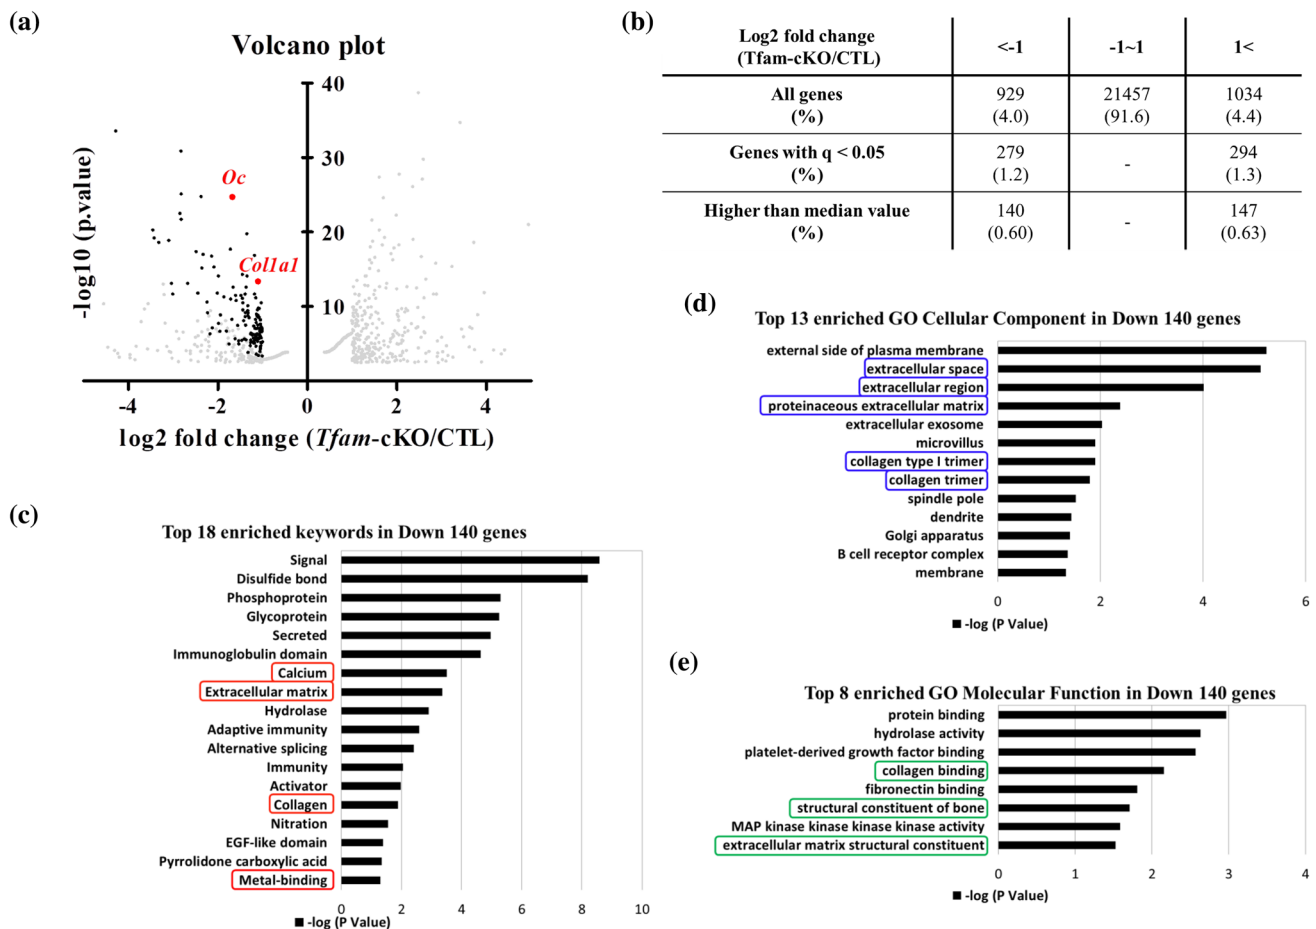 (a)
Volcano plot
40
30
20
10
-4
-2
0
2
4
-log10 (p.value)
Oc
Col1a1
log2 fold change (Tfam-cKO/CTL)
(b)
Log2 fold change
(Tfam-cKO/CTL)
<-1
-1~1
1<
All genes
(%)
929
(4.0)
21457
(91.6)
1034
(4.4)
Genes with q < 0.05
(%)
279
(1.2)
-
294
(1.3)
Higher than median value
(%)
140
(0.60)
-
147
(0.63)
(c)
Top 18 enriched keywords in Down 140 genes
Signal
Disulfide bond
Phosphoprotein
Glycoprotein
Secreted
Immunoglobulin domain
Calcium
Extracellular matrix
Hydrolase
Adaptive immunity
Alternative splicing
Immunity
Activator
Collagen
Nitration
EGF-like domain
Pyrrolidone carboxylic acid
Metal-binding
0 2 4 6 8 10
-log (P Value)
(d)
Top 13 enriched GO Cellular Component in Down 140 genes
external side of plasma membrane
extracellular space
extracellular region
proteinaceous extracellular matrix
extracellular exosome
microvillus
collagen type I trimer
collagen trimer
spindle pole
dendrite
Golgi apparatus
B cell receptor complex
membrane
0 2 4 6
-log (P Value)
(e)
Top 8 enriched GO Molecular Function in Down 140 genes
protein binding
hydrolase activity
platelet-derived growth factor binding
collagen binding
fibronectin binding
structural constituent of bone
MAP kinase kinase kinase kinase activity
extracellular matrix structural constituent
0 1 2 3 4
-log (P Value)